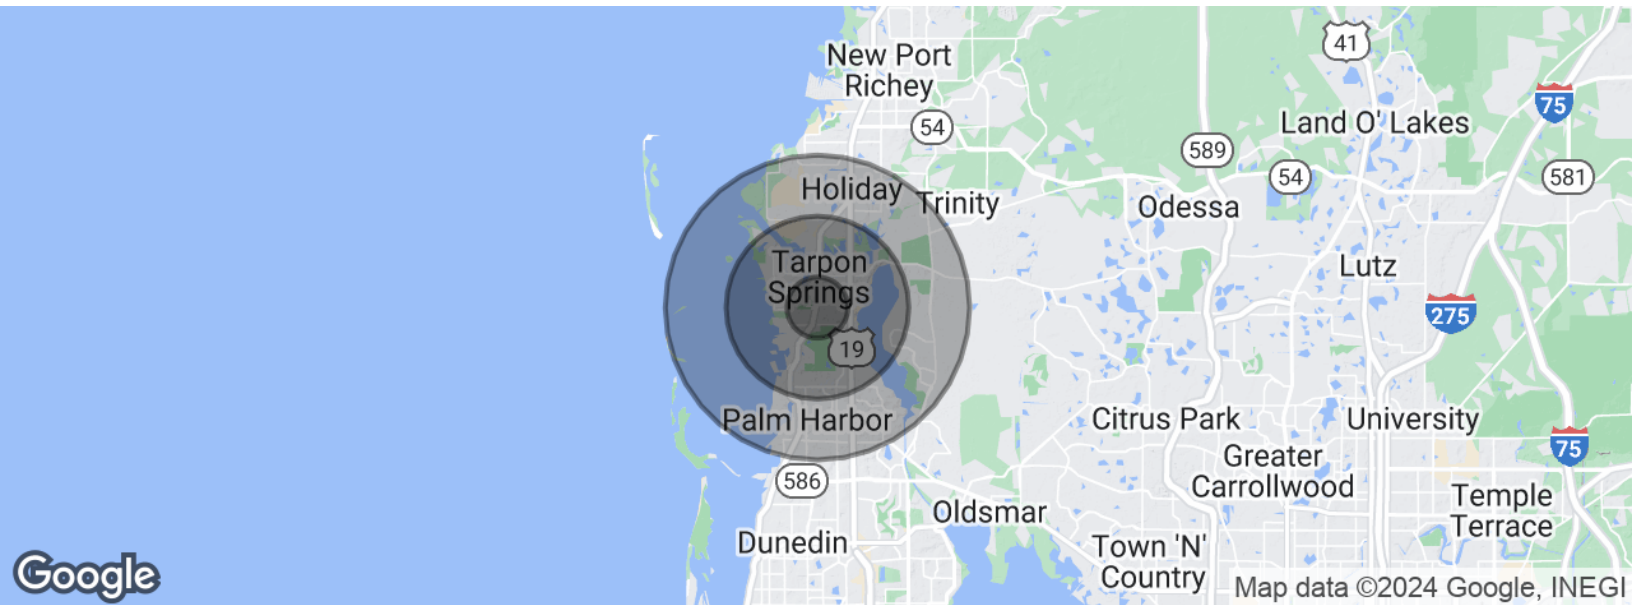 New Port
Richey
41
75
54
Land O' Lakes
589
54
581
Holiday
Trinity
Odessa
Tarpon
Springs
Lutz
275
19
Palm Harbor
Citrus Park
University
75
Greater
Carrollwood
586
Temple
Terrace
Oldsmar
Dunedin
Town 'N'
Country
Google
Map data ©2024 Google, INEGI